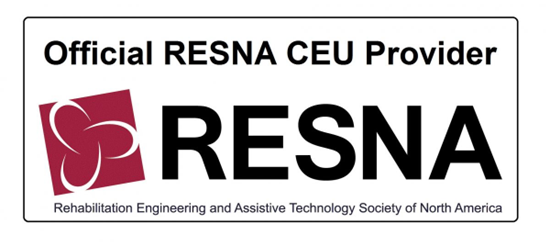 Official RESNA CEU Provider
RESNA
Rehabilitation Engineering and Assistive Technology Society of North America